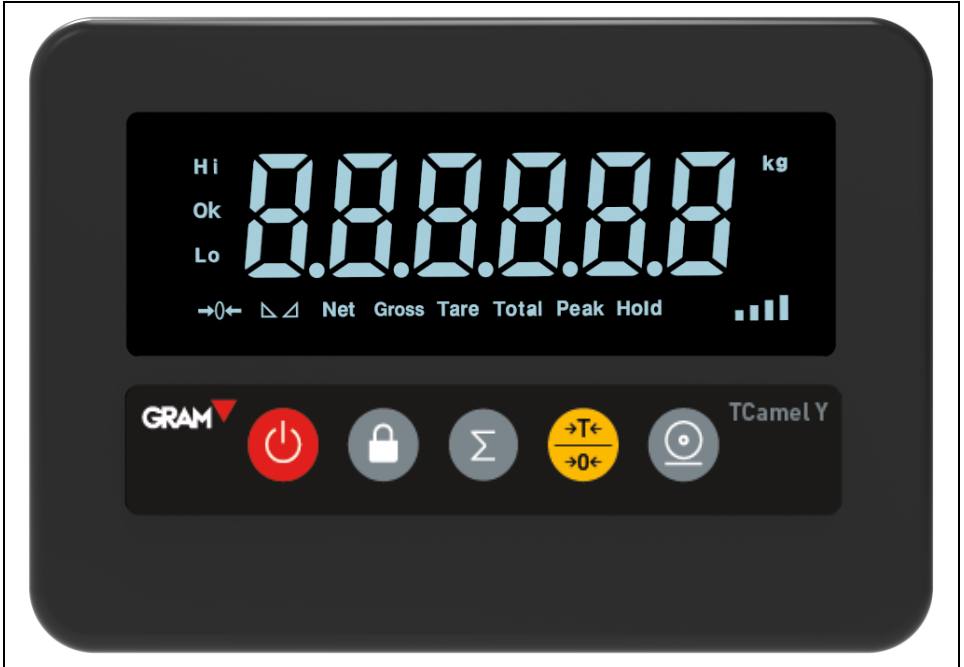 Hi
kg
8.8.8.8.8.8
Ok
Lo
→0← Net Gross Tare Total Peak Hold
GRAM
TCamel Y
→T←
→0←
Σ